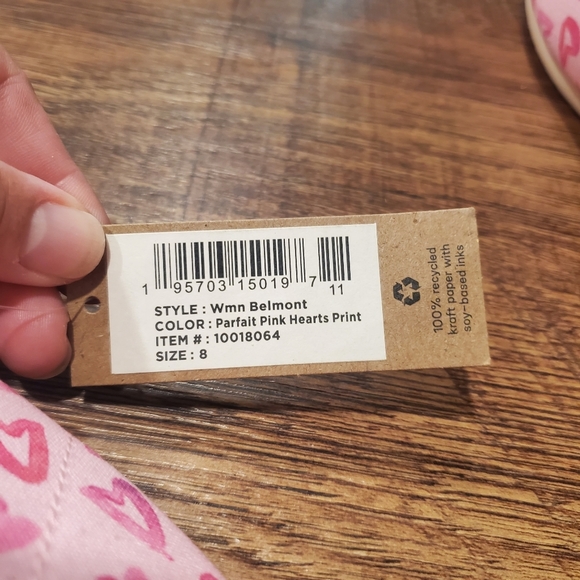 1 95703 15019 7 11
STYLE : Wmn Belmont
COLOR : Parfait Pink Hearts Print
ITEM # : 10018064
SIZE : 8
100% recycled
kraft paper with
soy-based inks